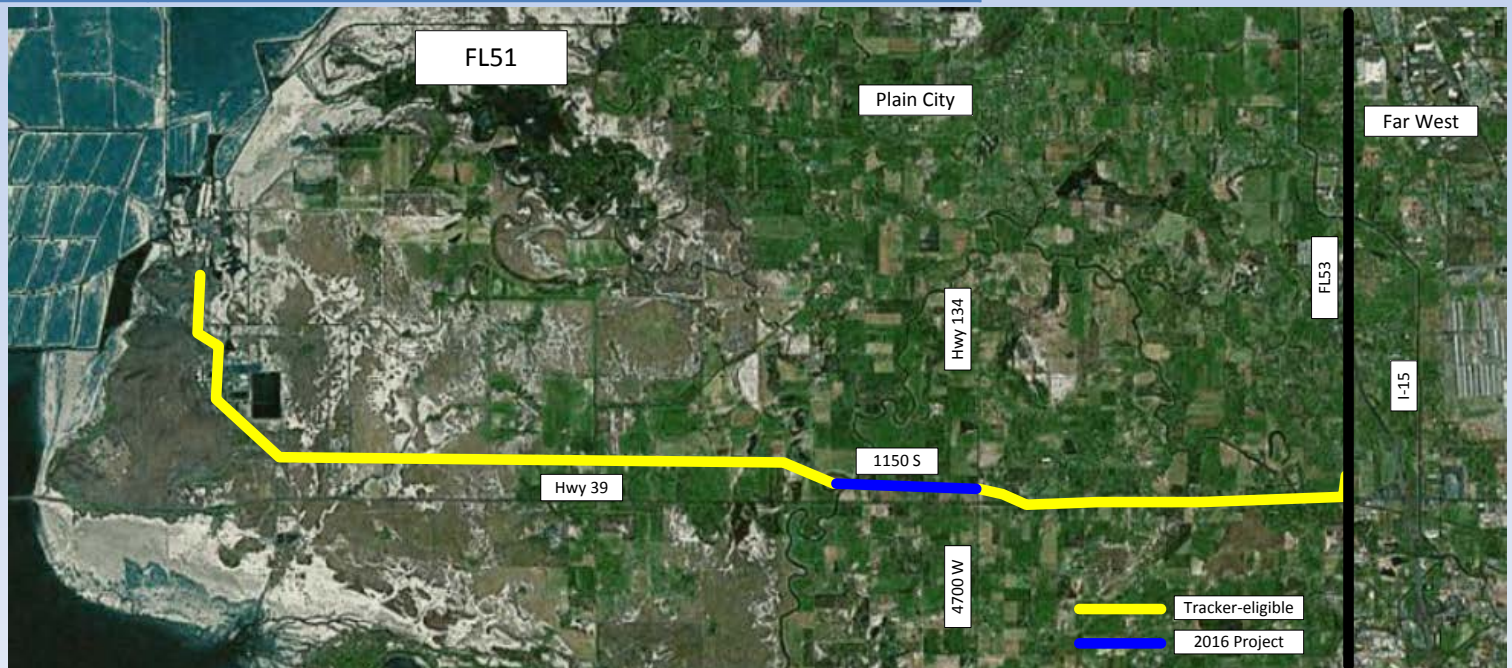 FL51
Plain City
Far West
FL53
Hwy 134
I-15
1150 S
Hwy 39
4700 W
Tracker-eligible
2016 Project